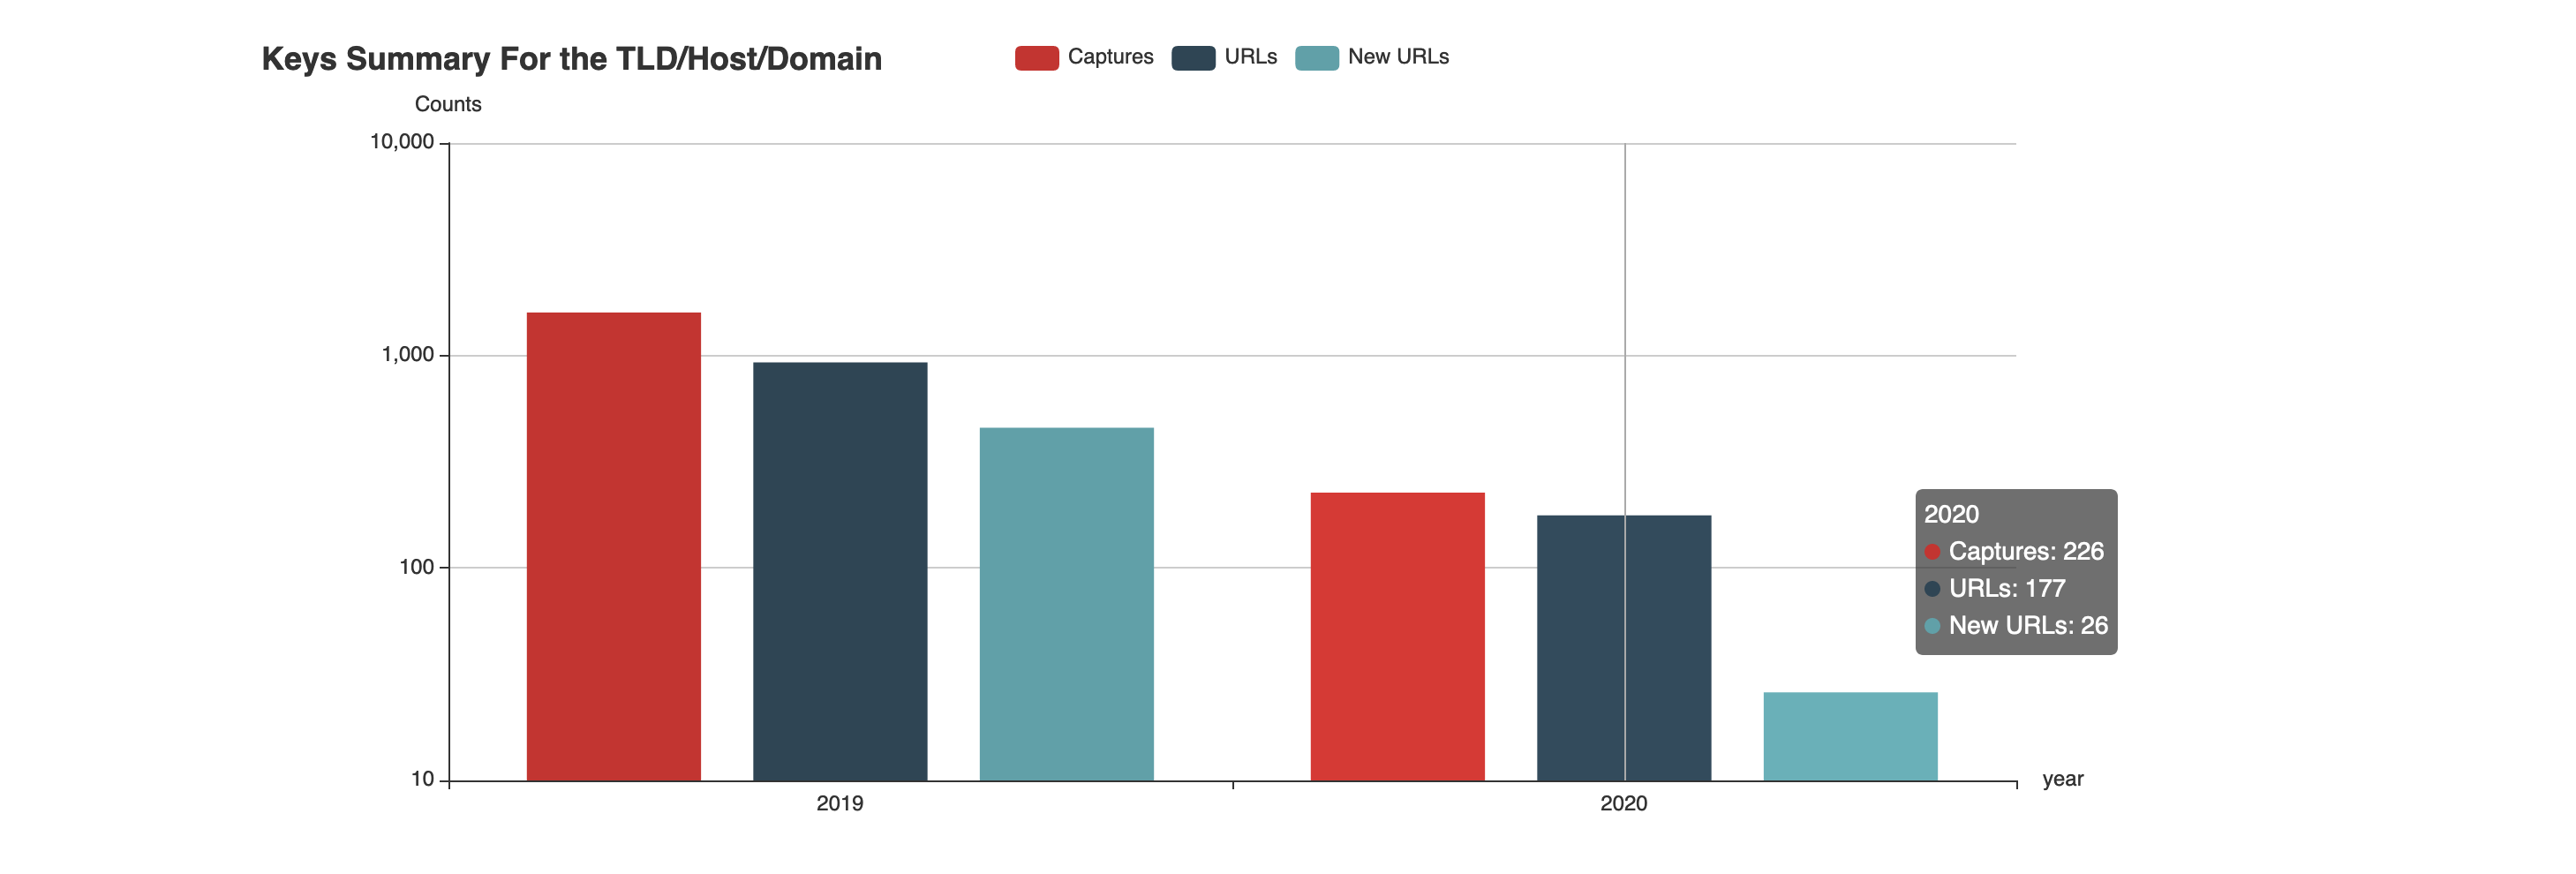 Keys Summary For the TLD/Host/Domain
Captures
URLs
New URLs
Counts
10,000
1,000
100
10
2020
Captures: 226
URLs: 177
New URLs: 26
year
2019
2020